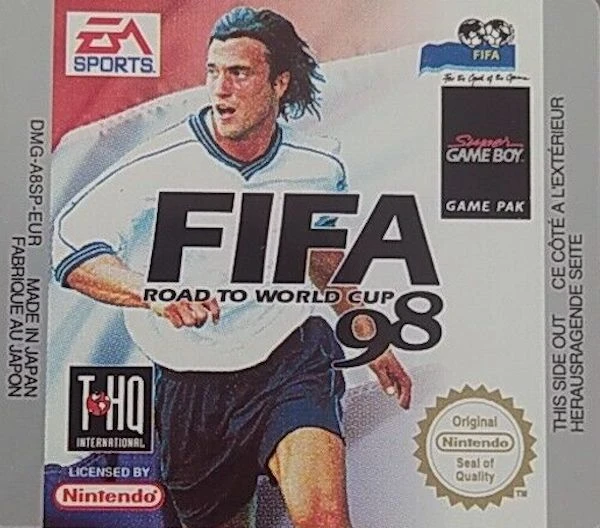 EA
SPORTS™
FIFA
For the Good of the Game
Super
GAME BOY
GAME PAK
DMG-A8SP-EUR MADE IN JAPAN
FABRIQUÉ AU JAPON
FIFA
ROAD TO WORLD CUP
98
T·HQ
INTERNATIONAL
LICENSED BY
Nintendo®
Original
Nintendo
Seal of
Quality
TM
THIS SIDE OUT CE CÔTÉ À L'EXTÉRIEUR
HERAUSRAGENDE SEITE